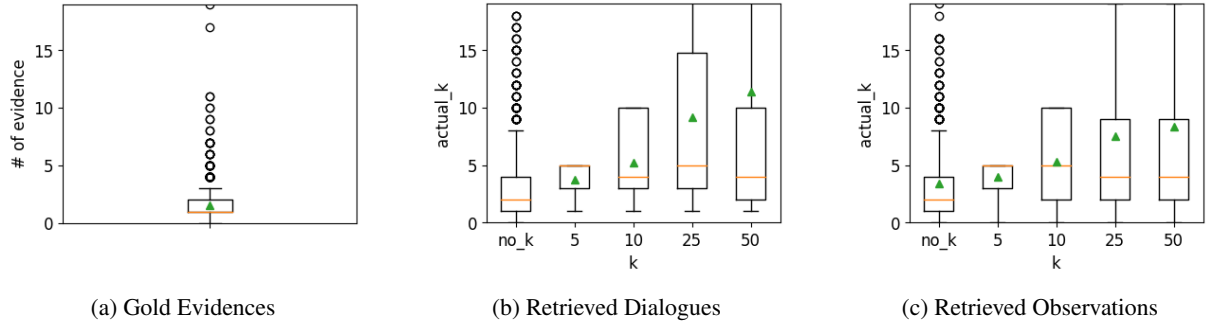 15
10
5
0
# of evidence
(a) Gold Evidences
15
10
5
0
actual_k
no_k 5 10 25 50
k
(b) Retrieved Dialogues
15
10
5
0
actual_k
no_k 5 10 25 50
k
(c) Retrieved Observations